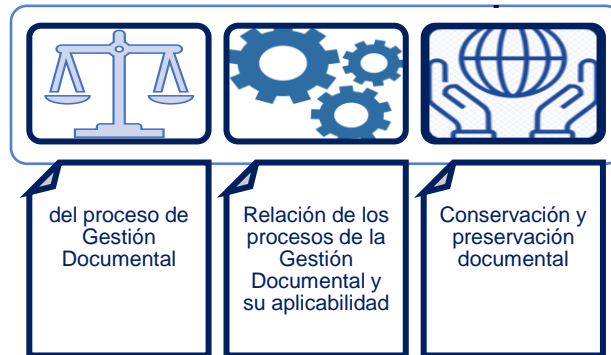 del proceso de
Gestión
Documental
Relación de los
procesos de la
Gestión
Documental y
su aplicabilidad
Conservación y
preservación
documental